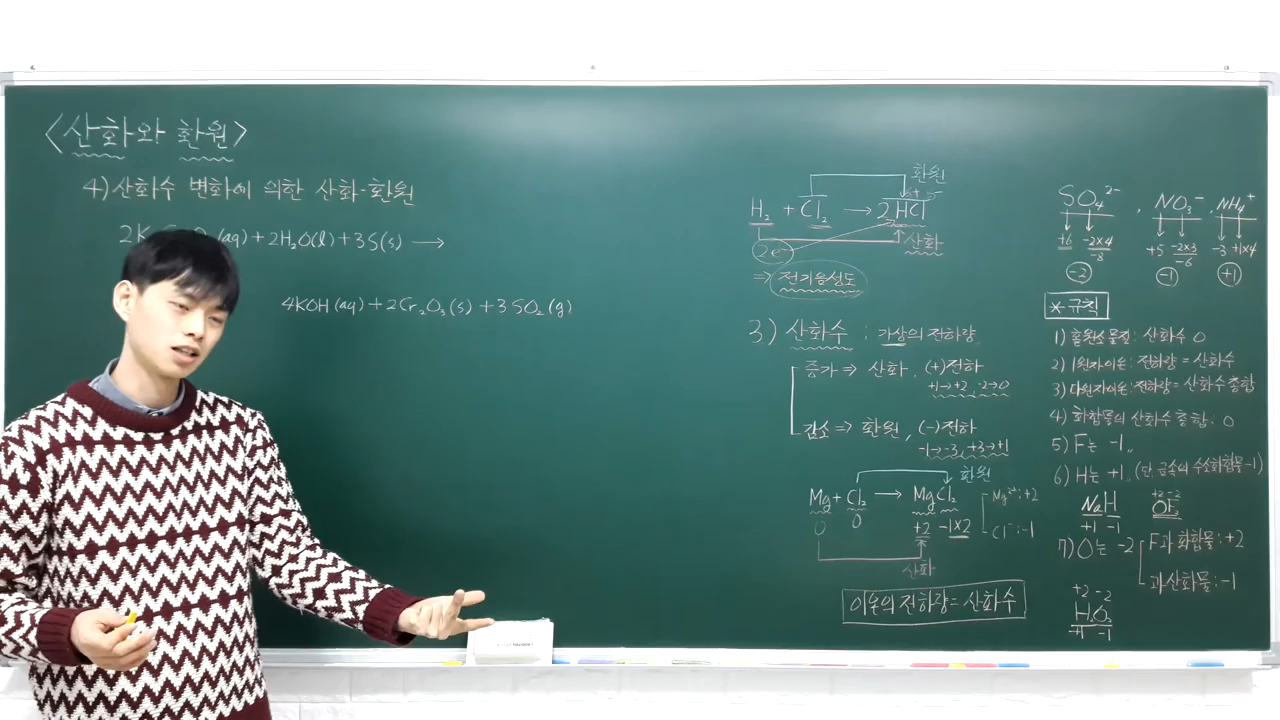 <산화와 환원>
4) 산화수 변화에 의한 산화-환원
2K (aq) + 2H₂O(l) + 3S(s) ⟶
4KOH(aq) + 2Cr₂O₃(s) + 3SO₂(g)
환원
δ+ δ-
H₂ + Cl₂ ⟶ 2HCl
2e⁻
산화
⇒ 전기음성도
3) 산화수 : 가상의 전하량
증가 ⇒ 산화, (+)전하
+1→+2, -2→0
감소 ⇒ 환원, (-)전하
-1→-3, +3→+1
환원
Mg + Cl₂ ⟶ MgCl₂
Mg²⁺: +2
0 0 +2 -1×2
Cl⁻: -1
산화
이온의 전하량 = 산화수
SO₄²⁻, NO₃⁻, NH₄⁺
+6 -2×4 +5 -2×3 -3 +1×4
-8 -6
-2 -1 +1
*규칙
1) 홑원소물질: 산화수 0
2) 1원자이온: 전하량 = 산화수
3) 다원자이온: 전하량 = 산화수 총합
4) 화합물의 산화수 총합: 0
5) F는 -1
6) H는 +1, (단, 금속의 수소화합물 -1)
NaH
+1 -1
+2 -2
OF₂
7) O는 -2
F과 화합물: +2
과산화물: -1
+2 -2
H₂O₂
+1 -1